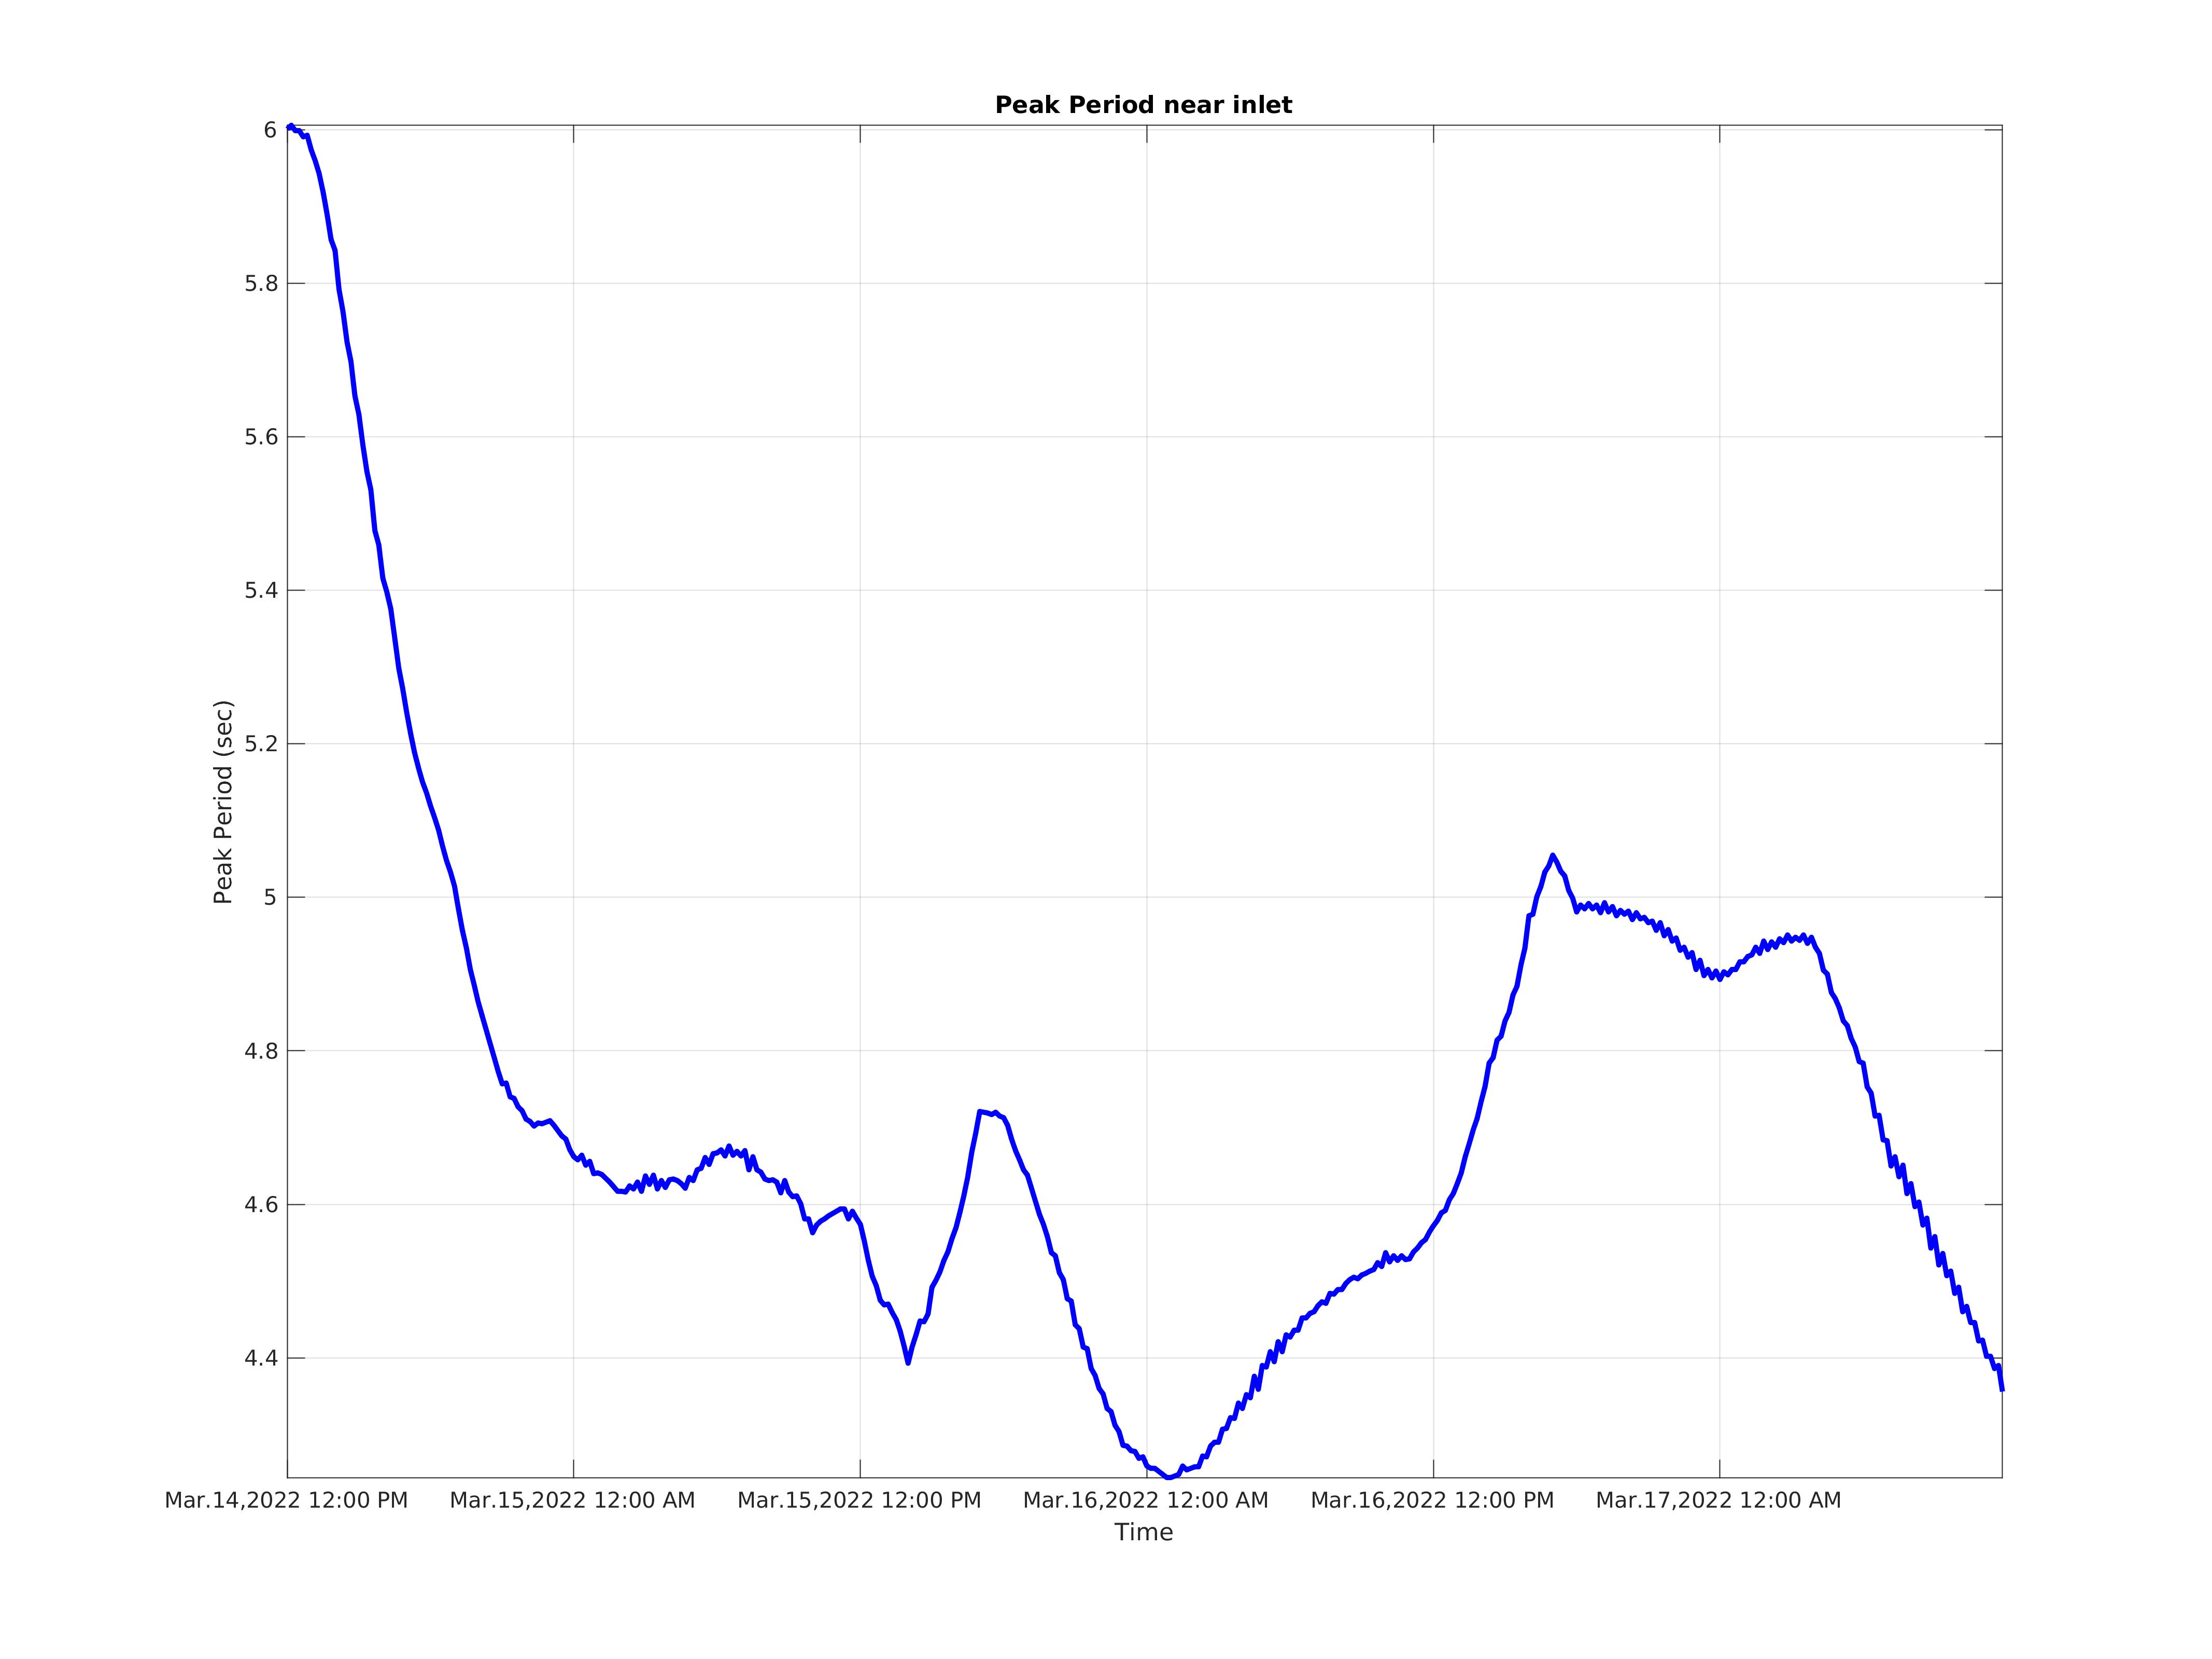 Peak Period near inlet
6
5.8
5.6
5.4
5.2
5
4.8
4.6
4.4
Peak Period (sec)
Mar.14,2022 12:00 PM Mar.15,2022 12:00 AM Mar.15,2022 12:00 PM Mar.16,2022 12:00 AM Mar.16,2022 12:00 PM Mar.17,2022 12:00 AM
Time